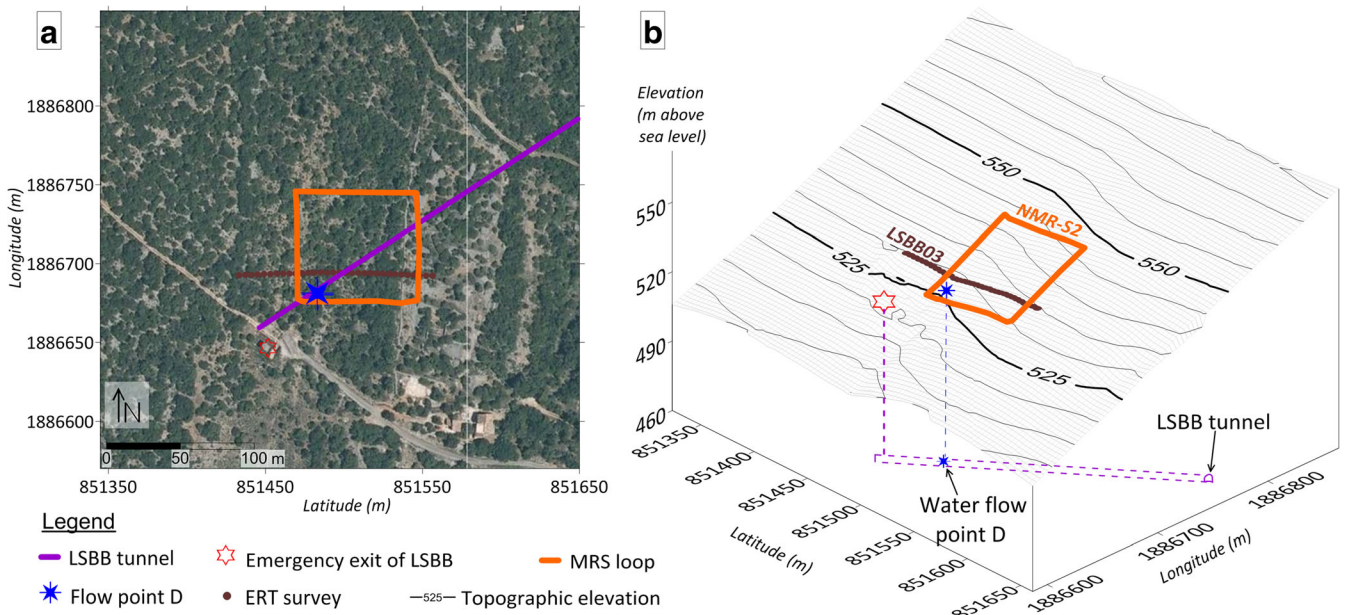 a
1886800
1886750
1886700
1886650
1886600
Longitude (m)
N
0 50 100 m
851350 851450 851550 851650
Latitude (m)
b
Elevation
(m above
sea level)
550
520
490
460
550
550
525
525
LSBB03
NMR-S2
LSBB tunnel
Water flow
point D
851350
851400
851450
851500
851550
851600
851650
Latitude (m)
1886600
1886700
1886800
Longitude (m)
Legend
LSBB tunnel
Emergency exit of LSBB
MRS loop
Flow point D
ERT survey
525 Topographic elevation